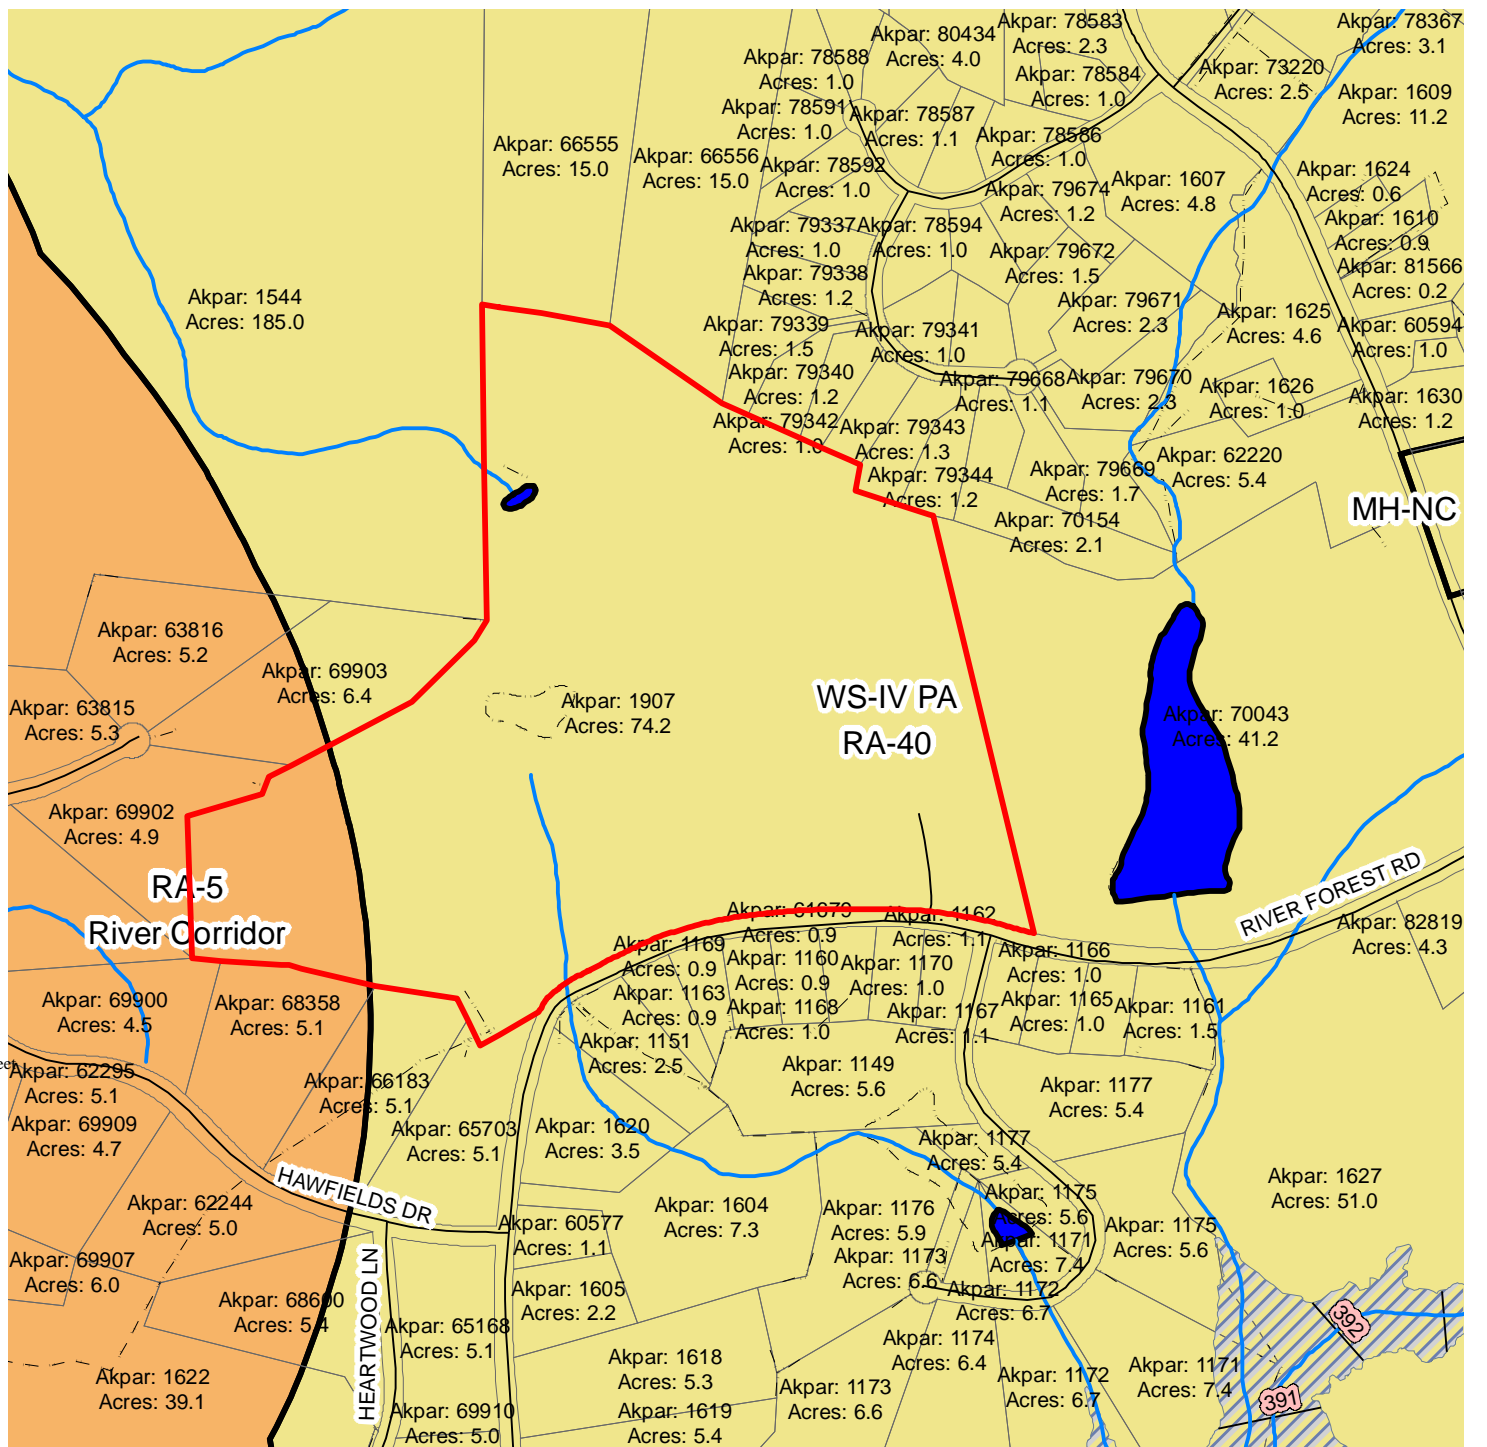 Akpar: 78583
Acres: 2.3
Akpar: 78367
Acres: 3.1
Akpar: 80434
Acres: 4.0
Akpar: 78588
Acres: 1.0
Akpar: 78584
Acres: 1.0
Akpar: 73220
Acres: 2.5
Akpar: 1609
Acres: 11.2
Akpar: 78591
Acres: 1.0
Akpar: 78587
Acres: 1.1
Akpar: 78586
Acres: 1.0
Akpar: 66555
Acres: 15.0
Akpar: 66556
Acres: 15.0
Akpar: 78592
Acres: 1.0
Akpar: 79674
Acres: 1.2
Akpar: 1607
Acres: 4.8
Akpar: 1624
Acres: 0.6
Akpar: 1610
Acres: 0.9
Akpar: 79337
Acres: 1.0
Akpar: 78594
Acres: 1.0
Akpar: 79672
Acres: 1.5
Akpar: 81566
Acres: 0.2
Akpar: 79338
Acres: 1.2
Akpar: 1544
Acres: 185.0
Akpar: 79671
Acres: 2.3
Akpar: 1625
Acres: 4.6
Akpar: 60594
Acres: 1.0
Akpar: 79339
Acres: 1.5
Akpar: 79341
Acres: 1.0
Akpar: 79340
Acres: 1.2
Akpar: 79668
Acres: 1.1
Akpar: 79670
Acres: 2.3
Akpar: 1626
Acres: 1.0
Akpar: 1630
Acres: 1.2
Akpar: 79342
Acres: 1.0
Akpar: 79343
Acres: 1.3
Akpar: 79344
Acres: 1.2
Akpar: 79669
Acres: 1.7
Akpar: 62220
Acres: 5.4
MH-NC
Akpar: 70154
Acres: 2.1
Akpar: 63816
Acres: 5.2
Akpar: 69903
Acres: 6.4
Akpar: 63815
Acres: 5.3
Akpar: 1907
Acres: 74.2
WS-IV PA
RA-40
Akpar: 70043
Acres: 41.2
Akpar: 69902
Acres: 4.9
RA-5
River Corridor
RIVER FOREST RD
Akpar: 82819
Acres: 4.3
Akpar: 61679
Acres: 0.9
Akpar: 1162
Acres: 1.1
Akpar: 1169
Acres: 0.9
Akpar: 1160
Acres: 0.9
Akpar: 1170
Acres: 1.0
Akpar: 1166
Acres: 1.0
Akpar: 69900
Acres: 4.5
Akpar: 68358
Acres: 5.1
Akpar: 1163
Acres: 0.9
Akpar: 1168
Acres: 1.0
Akpar: 1167
Acres: 1.1
Akpar: 1165
Acres: 1.0
Akpar: 1161
Acres: 1.5
Akpar: 1151
Acres: 2.5
Akpar: 1149
Acres: 5.6
Akpar: 62295
Acres: 5.1
Akpar: 66183
Acres: 5.1
Akpar: 1177
Acres: 5.4
Akpar: 69909
Acres: 4.7
Akpar: 65703
Acres: 5.1
Akpar: 1620
Acres: 3.5
Akpar: 1177
Acres: 5.4
HAWFIELDS DR
Akpar: 1627
Acres: 51.0
Akpar: 62244
Acres: 5.0
Akpar: 1604
Acres: 7.3
Akpar: 1176
Acres: 5.9
Akpar: 1175
Acres: 5.6
Akpar: 60577
Acres: 1.1
Akpar: 1171
Acres: 7.4
Akpar: 1175
Acres: 5.6
Akpar: 69907
Acres: 6.0
Akpar: 1173
Acres: 6.6
Akpar: 1172
Acres: 6.7
HEARTWOOD LN
Akpar: 68600
Acres: 5.4
Akpar: 1605
Acres: 2.2
392
Akpar: 65168
Acres: 5.1
Akpar: 1174
Acres: 6.4
Akpar: 1622
Acres: 39.1
Akpar: 1618
Acres: 5.3
Akpar: 1173
Acres: 6.6
Akpar: 1172
Acres: 6.7
Akpar: 1171
Acres: 7.4
391
Akpar: 69910
Acres: 5.0
Akpar: 1619
Acres: 5.4